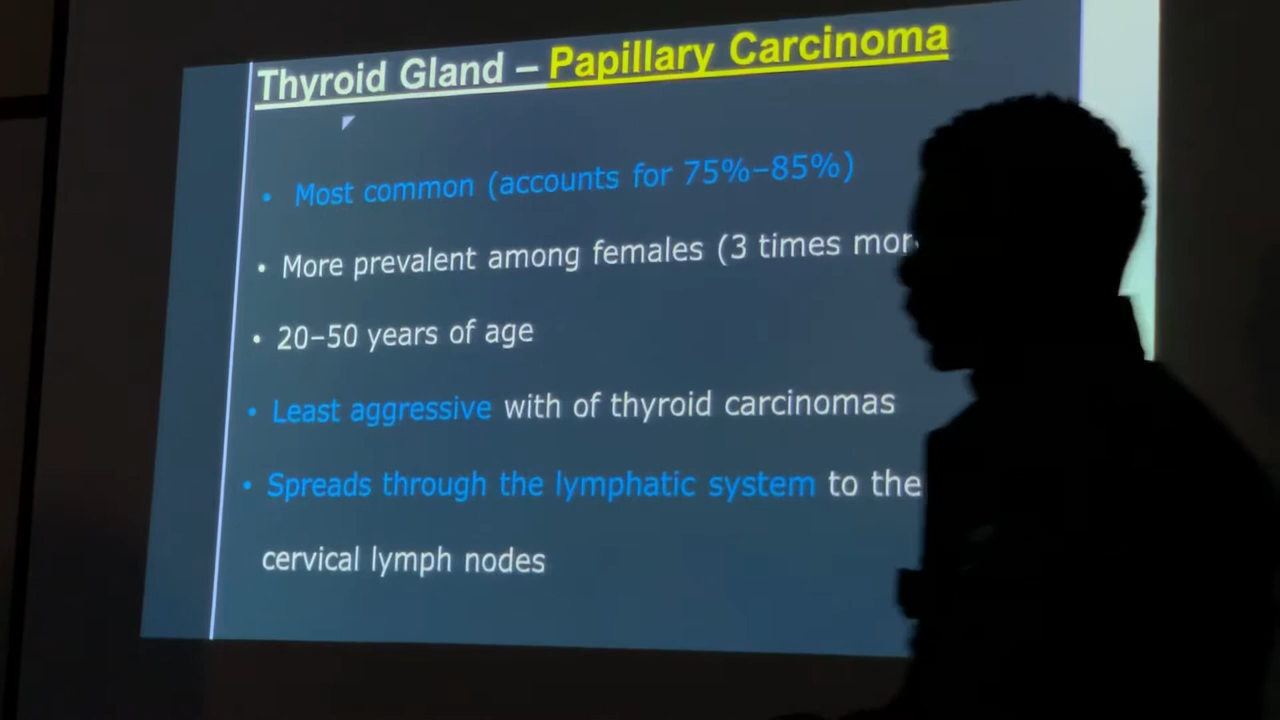 Thyroid Gland – Papillary Carcinoma
• Most common (accounts for 75%–85%)
• More prevalent among females (3 times
• 20–50 years of age
• Least aggressive with of thyroid carcinomas
• Spreads through the lymphatic system to the
cervical lymph nodes